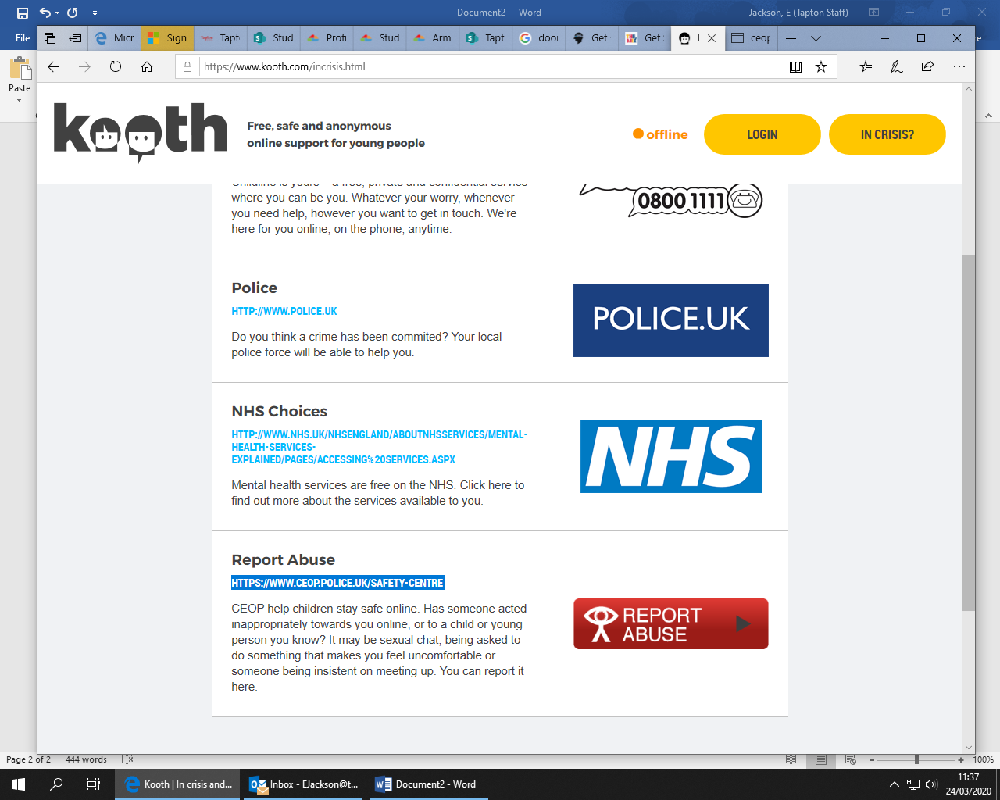 Document2 - Word
Jackson, E (Tapton Staff)
File
Micr
Sign
Tapt
Stud
Profi
Stud
Arm
Tapt
door
Get
Get
ceop
https://www.kooth.com/incrisis.html
Paste
kooth
Free, safe and anonymous
online support for young people
offline
LOGIN
IN CRISIS?
Childline is yours – a free, private and confidential service
where you can be you. Whatever your worry, whenever
you need help, however you want to get in touch. We're
here for you online, on the phone, anytime.
0800 1111
Police
HTTP://WWW.POLICE.UK
Do you think a crime has been commited? Your local
police force will be able to help you.
POLICE.UK
NHS Choices
HTTP://WWW.NHS.UK/NHSENGLAND/ABOUTNHSSERVICES/MENTAL-
HEALTH-SERVICES-
EXPLAINED/PAGES/ACCESSING%20SERVICES.ASPX
Mental health services are free on the NHS. Click here to
find out more about the services available to you.
NHS
Report Abuse
HTTPS://WWW.CEOP.POLICE.UK/SAFETY-CENTRE
CEOP help children stay safe online. Has someone acted
inappropriately towards you online, or to a child or young
person you know? It may be sexual chat, being asked to
do something that makes you feel uncomfortable or
someone being insistent on meeting up. You can report it
here.
REPORT
ABUSE
Page 2 of 2
444 words
100%
Kooth | In crisis and...
Inbox - EJackson@t...
Document2 - Word
11:37
24/03/2020